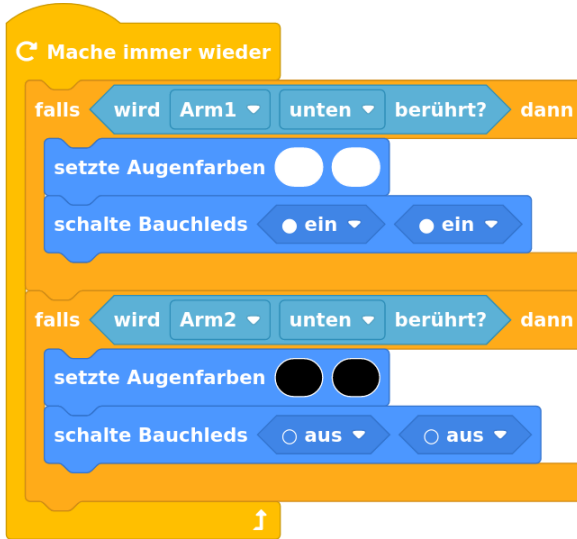 Mache immer wieder
falls wird Arm1 unten berührt? dann
setzte Augenfarben
schalte Bauchleds ein ein
falls wird Arm2 unten berührt? dann
setzte Augenfarben
schalte Bauchleds aus aus